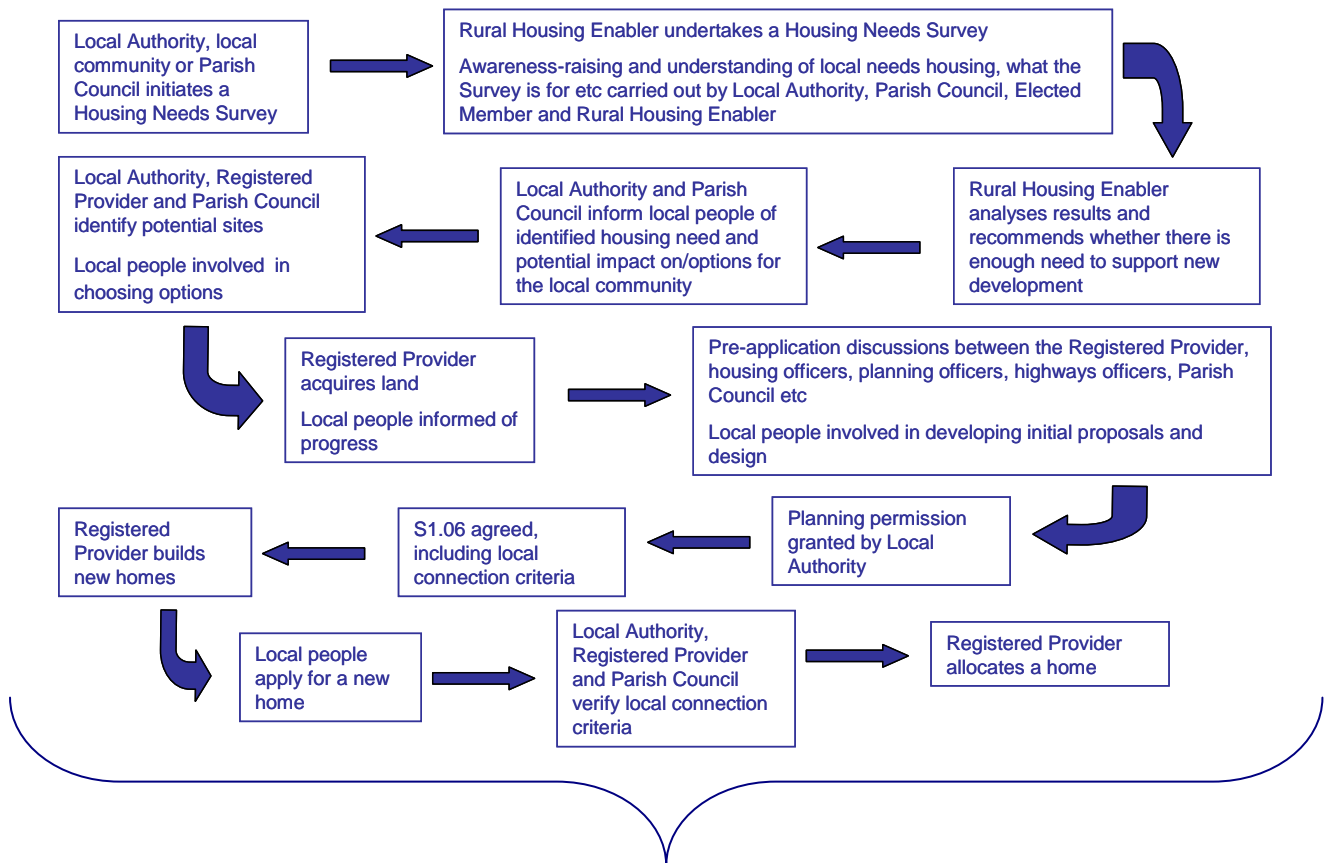 Local Authority, local
community or Parish
Council initiates a
Housing Needs Survey
Rural Housing Enabler undertakes a Housing Needs Survey
Awareness-raising and understanding of local needs housing, what the
Survey is for etc carried out by Local Authority, Parish Council, Elected
Member and Rural Housing Enabler
Rural Housing Enabler
analyses results and
recommends whether there is
enough need to support new
development
Local Authority and Parish
Council inform local people of
identified housing need and
potential impact on/options for
the local community
Local Authority, Registered
Provider and Parish Council
identify potential sites
Local people involved in
choosing options
Registered Provider
acquires land
Local people informed of
progress
Pre-application discussions between the Registered Provider,
housing officers, planning officers, highways officers, Parish
Council etc
Local people involved in developing initial proposals and
design
Planning permission
granted by Local
Authority
S1.06 agreed,
including local
connection criteria
Registered
Provider builds
new homes
Local people
apply for a new
home
Local Authority,
Registered Provider
and Parish Council
verify local connection
criteria
Registered Provider
allocates a home